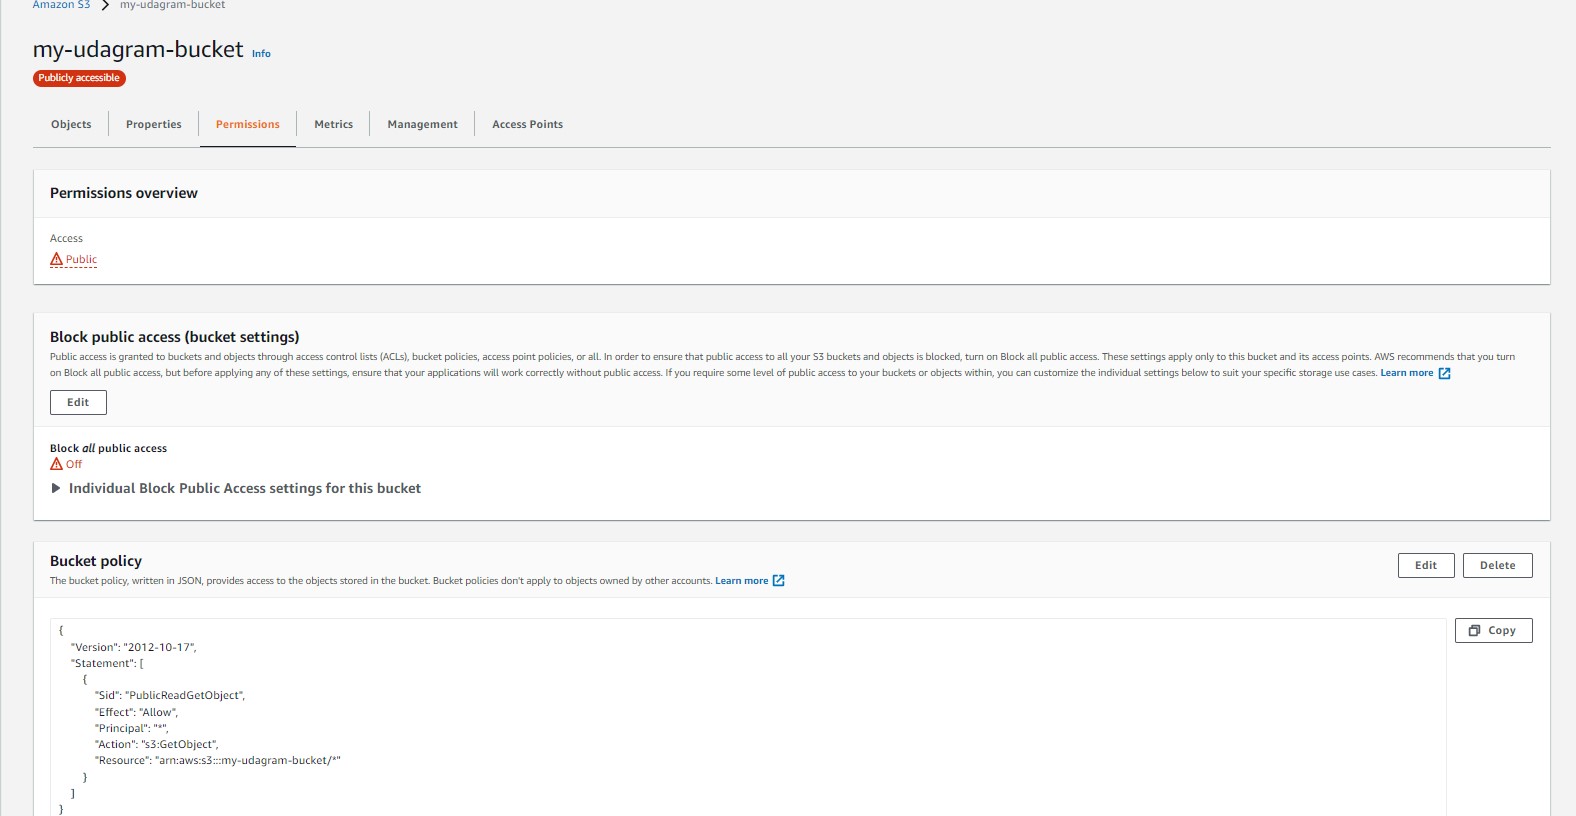 Amazon S3 > my-udagram-bucket
my-udagram-bucket Info
Publicly accessible
Objects Properties Permissions Metrics Management Access Points
Permissions overview
Access
Public
Block public access (bucket settings)
Public access is granted to buckets and objects through access control lists (ACLs), bucket policies, access point policies, or all. In order to ensure that public access to all your S3 buckets and objects is blocked, turn on Block all public access. These settings apply only to this bucket and its access points. AWS recommends that you turn
on Block all public access, but before applying any of these settings, ensure that your applications will work correctly without public access. If you require some level of public access to your buckets or objects within, you can customize the individual settings below to suit your specific storage use cases. Learn more
Edit
Block all public access
Off
Individual Block Public Access settings for this bucket
Bucket policy
The bucket policy, written in JSON, provides access to the objects stored in the bucket. Bucket policies don't apply to objects owned by other accounts. Learn more
Edit Delete
Copy
{
"Version": "2012-10-17",
"Statement": [
{
"Sid": "PublicReadGetObject",
"Effect": "Allow",
"Principal": "*",
"Action": "s3:GetObject",
"Resource": "arn:aws:s3:::my-udagram-bucket/*"
}
]
}